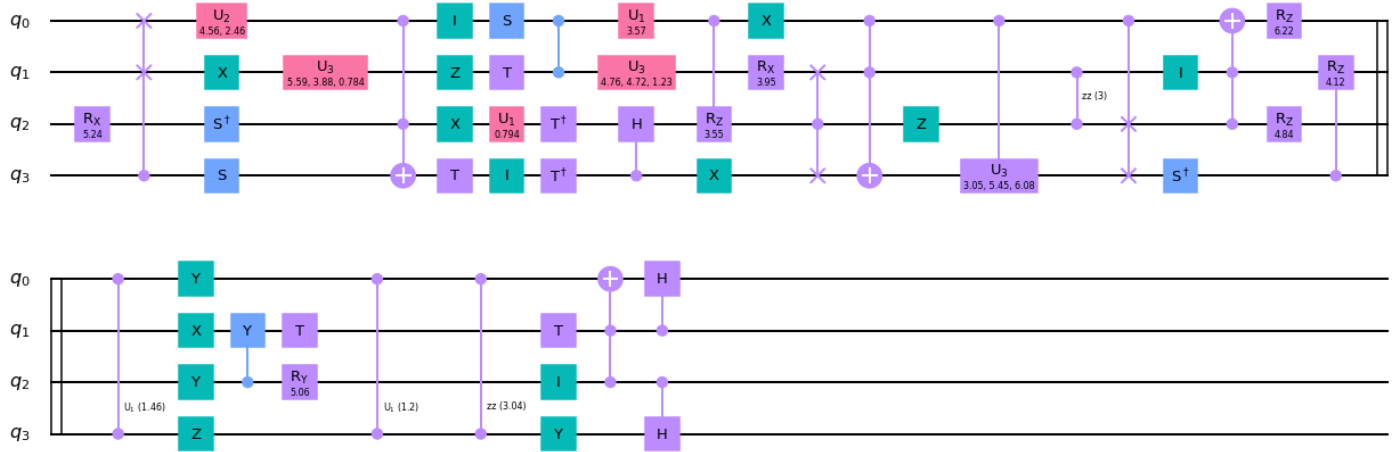 q0 U2 4.56, 2.46 I S U1 3.57 X RZ 6.22
q1 X U3 5.59, 3.88, 0.784 Z T U3 4.76, 4.72, 1.23 RX 3.95 zz (3) I RZ 4.12
q2 RX 5.24 S† X U1 0.794 T† H RZ 3.55 Z RZ 4.84
q3 S T I T† X U3 3.05, 5.45, 6.08 S†
q0 Y H
q1 X Y T T
q2 Y RY 5.06 I
U1 (1.46) U1 (1.2) zz (3.04)
q3 Z Y H